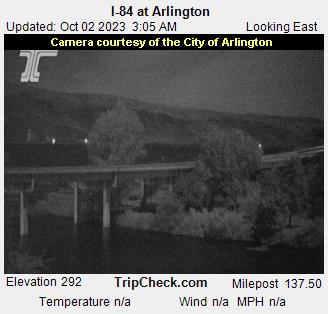 I-84 at Arlington
Updated: Oct 02 2023 3:05 AM Looking East
Camera courtesy of the City of Arlington
Elevation 292 TripCheck.com Milepost 137.50
Temperature n/a Wind n/a MPH n/a